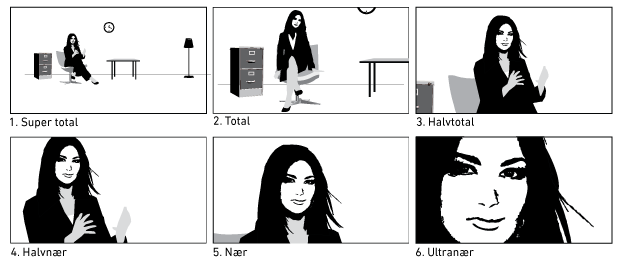 1. Super total
2. Total
3. Halvtotal
4. Halvnær
5. Nær
6. Ultranær